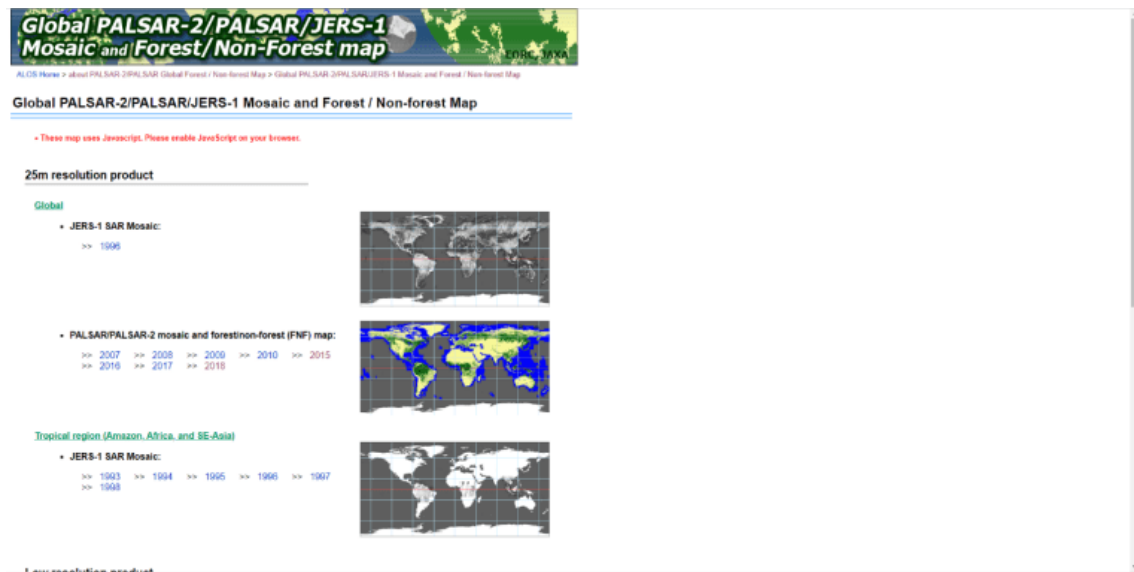 Global PALSAR-2/PALSAR/JERS-1
Mosaic and Forest/Non-Forest map
EORC, JAXA
ALOS Home > about PALSAR-2/PALSAR Global Forest / Non-forest Map > Global PALSAR-2/PALSAR/JERS-1 Mosaic and Forest / Non-forest Map
Global PALSAR-2/PALSAR/JERS-1 Mosaic and Forest / Non-forest Map
• These map uses Javascript. Please enable JavaScript on your browser.
25m resolution product
Global
• JERS-1 SAR Mosaic:
>> 1996
• PALSAR/PALSAR-2 mosaic and forestinon-forest (FNF) map:
>> 2007 >> 2008 >> 2009 >> 2010 >> 2015
>> 2016 >> 2017 >> 2018
Tropical region (Amazon, Africa, and SE-Asia)
• JERS-1 SAR Mosaic:
>> 1993 >> 1994 >> 1995 >> 1996 >> 1997
>> 1998
Low resolution product